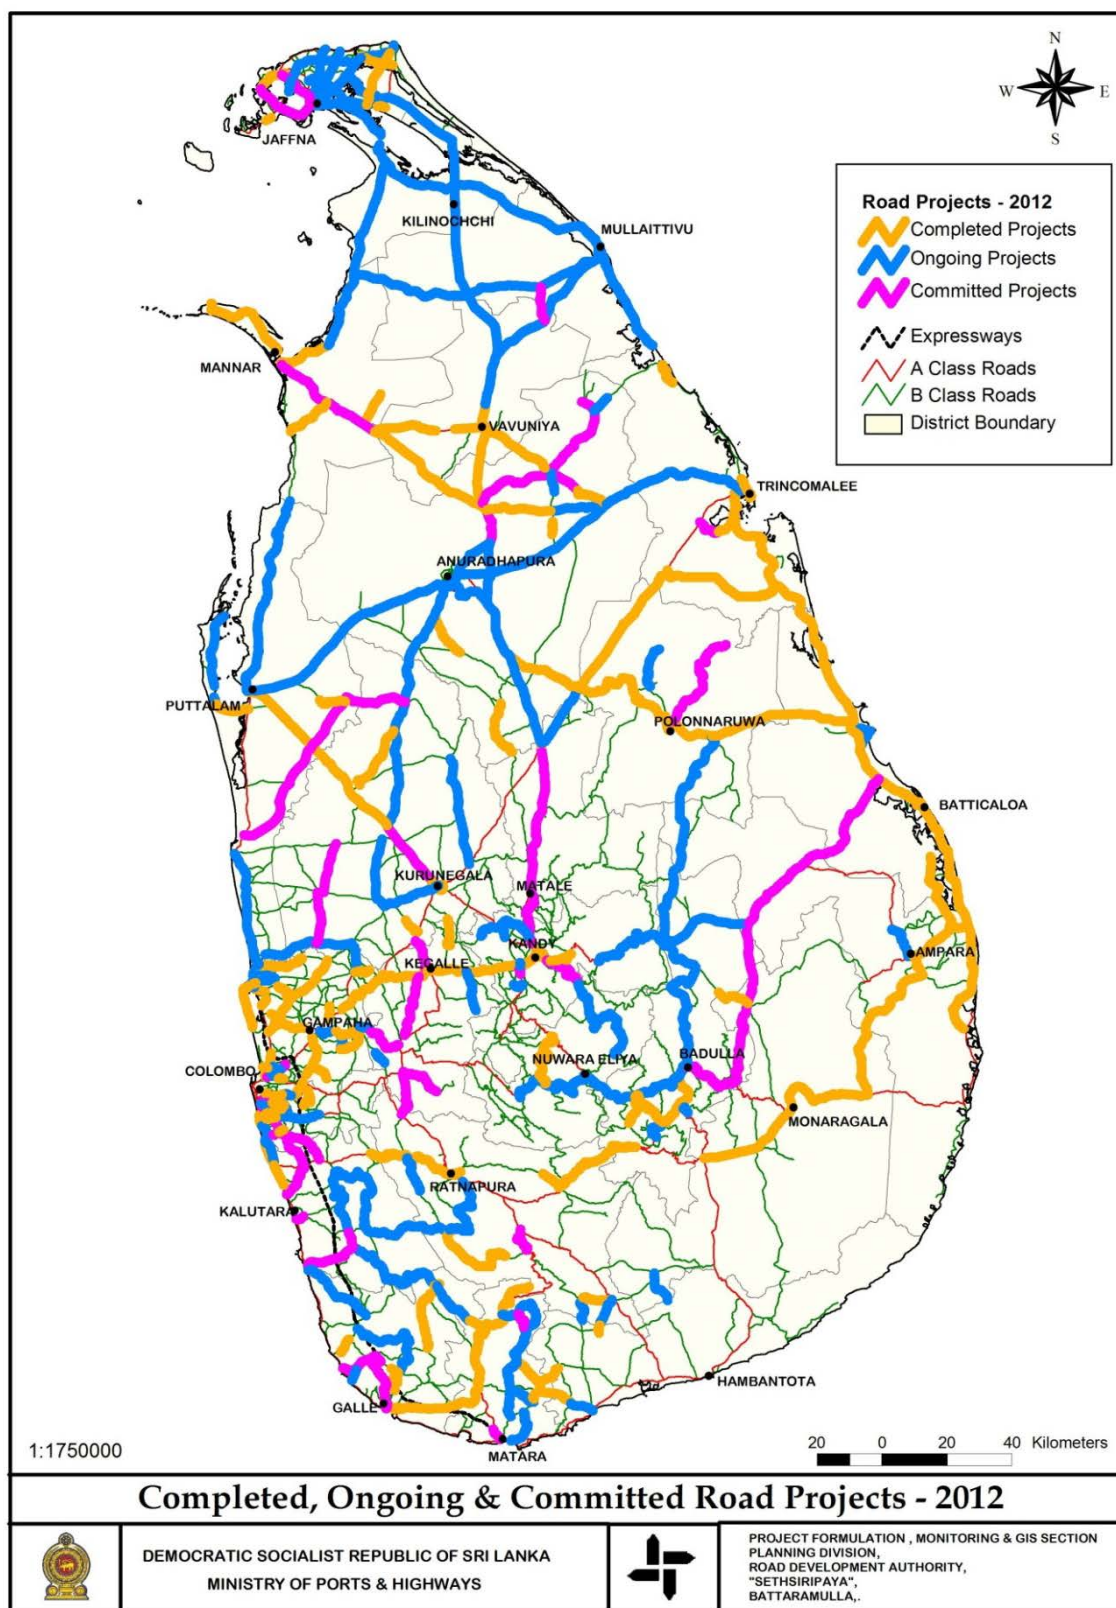 N
W
E
S
JAFFNA
KILINOCHCHI
MULLAITTIVU
Road Projects - 2012
Completed Projects
Ongoing Projects
Committed Projects
Expressways
A Class Roads
B Class Roads
District Boundary
MANNAR
VAVUNIYA
TRINCOMALEE
ANURADHAPURA
PUTTALAM
POLONNARUWA
BATTICALOA
KURUNEGALA
MATALE
KANDY
KEGALLE
AMPARA
GAMPAHA
NUWARA ELIYA
BADULLA
COLOMBO
MONARAGALA
RATNAPURA
KALUTARA
HAMBANTOTA
GALLE
MATARA
1:1750000
20 0 20 40 Kilometers
Completed, Ongoing & Committed Road Projects - 2012
DEMOCRATIC SOCIALIST REPUBLIC OF SRI LANKA
MINISTRY OF PORTS & HIGHWAYS
PROJECT FORMULATION , MONITORING & GIS SECTION
PLANNING DIVISION,
ROAD DEVELOPMENT AUTHORITY,
"SETHSIRIPAYA",
BATTARAMULLA,.